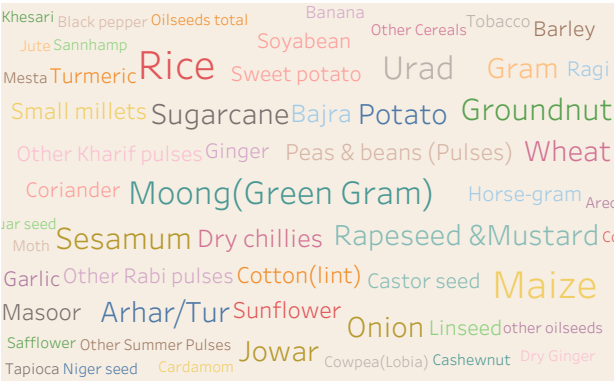 Khesari Black pepper Oilseeds total Banana Other Cereals Tobacco Barley
Jute Sannhamp Soyabean
Mesta Turmeric Rice Sweet potato Urad Gram Ragi
Small millets Sugarcane Bajra Potato Groundnut
Other Kharif pulses Ginger Peas & beans (Pulses) Wheat
Coriander Moong(Green Gram) Horse-gram Arec
uar seed
Moth Sesamum Dry chillies Rapeseed &Mustard
Garlic Other Rabi pulses Cotton(lint) Castor seed Maize
Masoor Arhar/Tur Sunflower
Onion Linseed other oilseeds
Safflower Other Summer Pulses Jowar Cowpea(Lobia) Cashewnut Dry Ginger
Tapioca Niger seed Cardamom